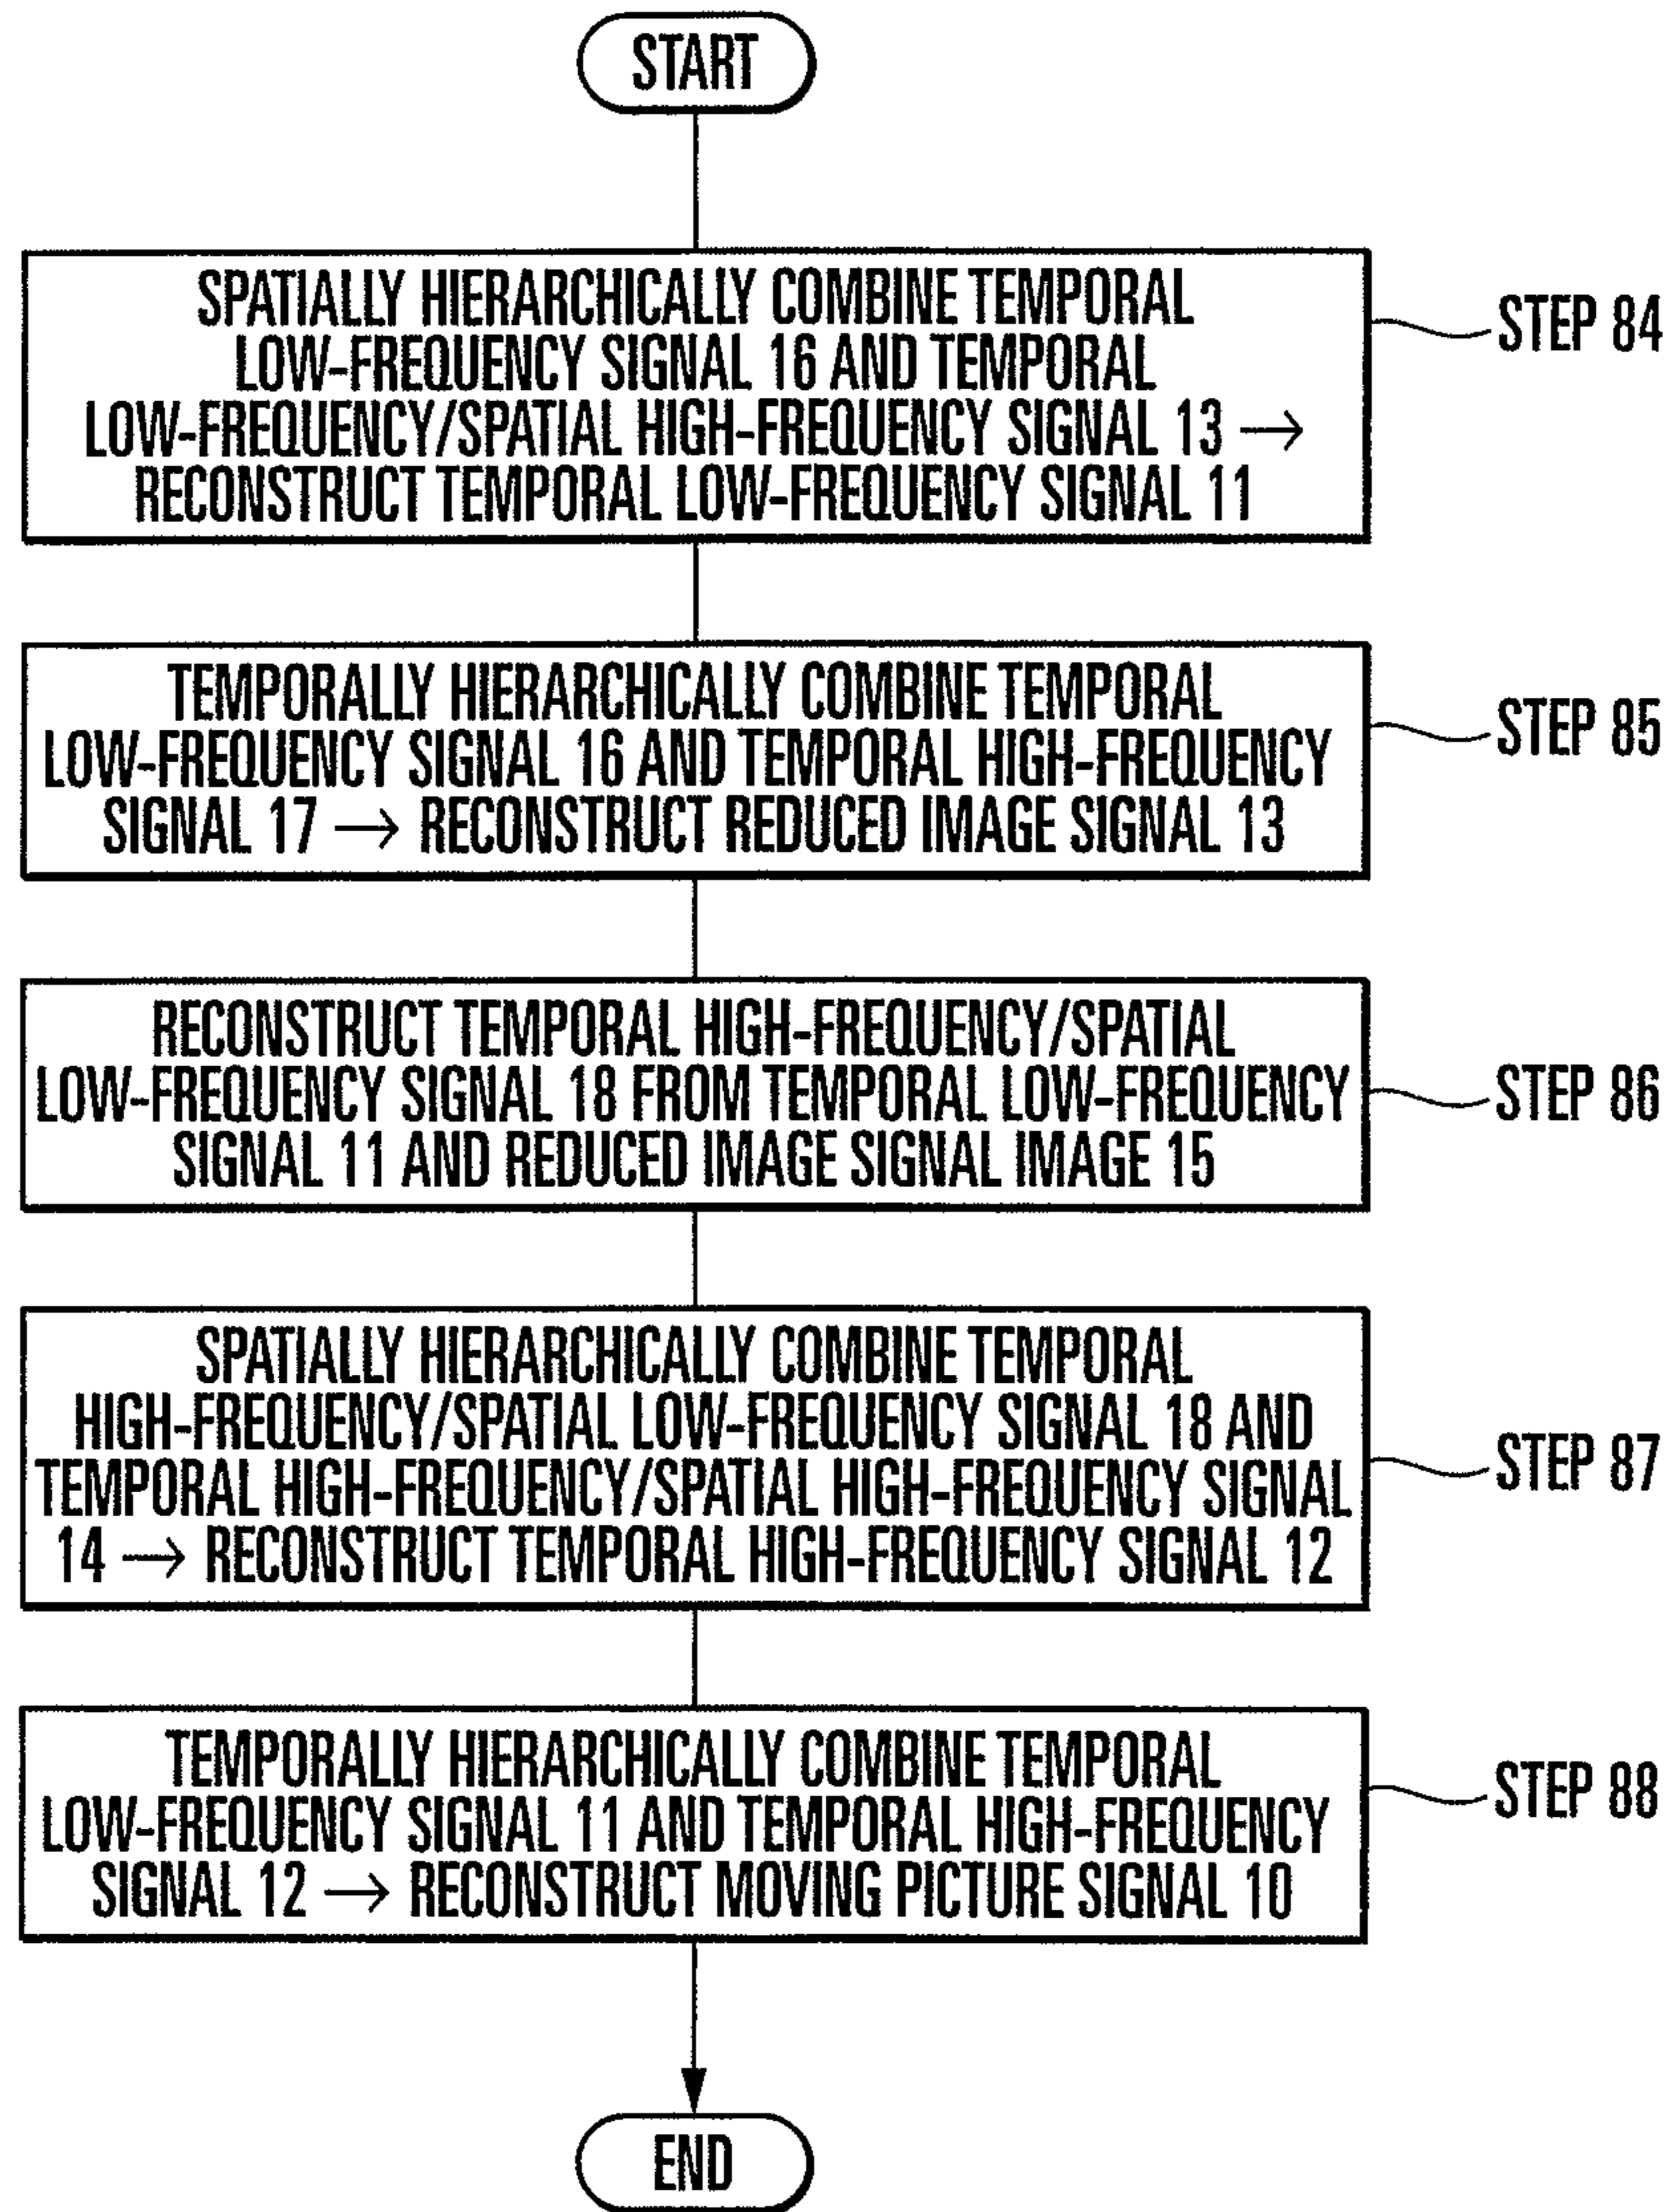 START
SPATIALLY HIERARCHICALLY COMBINE TEMPORAL
LOW-FREQUENCY SIGNAL 16 AND TEMPORAL
LOW-FREQUENCY/SPATIAL HIGH-FREQUENCY SIGNAL 13 →
RECONSTRUCT TEMPORAL LOW-FREQUENCY SIGNAL 11
STEP 84
TEMPORALLY HIERARCHICALLY COMBINE TEMPORAL
LOW-FREQUENCY SIGNAL 16 AND TEMPORAL HIGH-FREQUENCY
SIGNAL 17 → RECONSTRUCT REDUCED IMAGE SIGNAL 13
STEP 85
RECONSTRUCT TEMPORAL HIGH-FREQUENCY/SPATIAL
LOW-FREQUENCY SIGNAL 18 FROM TEMPORAL LOW-FREQUENCY
SIGNAL 11 AND REDUCED IMAGE SIGNAL IMAGE 15
STEP 86
SPATIALLY HIERARCHICALLY COMBINE TEMPORAL
HIGH-FREQUENCY/SPATIAL LOW-FREQUENCY SIGNAL 18 AND
TEMPORAL HIGH-FREQUENCY/SPATIAL HIGH-FREQUENCY SIGNAL
14 → RECONSTRUCT TEMPORAL HIGH-FREQUENCY SIGNAL 12
STEP 87
TEMPORALLY HIERARCHICALLY COMBINE TEMPORAL
LOW-FREQUENCY SIGNAL 11 AND TEMPORAL HIGH-FREQUENCY
SIGNAL 12 → RECONSTRUCT MOVING PICTURE SIGNAL 10
STEP 88
END